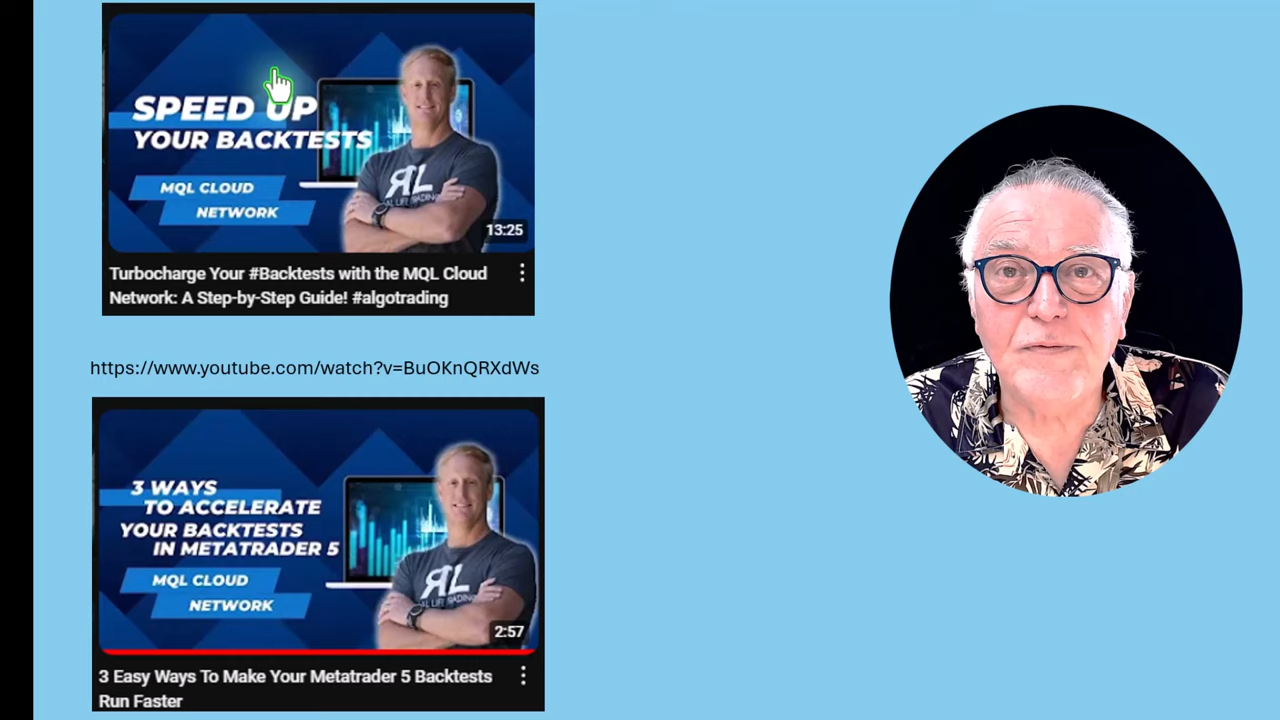 SPEED UP
YOUR BACKTESTS
MQL CLOUD
NETWORK
RL
13:25
Turbocharge Your #Backtests with the MQL Cloud
Network: A Step-by-Step Guide! #algotrading
https://www.youtube.com/watch?v=BuOKnQRXdWs
3 WAYS
TO ACCELERATE
YOUR BACKTESTS
IN METATRADER 5
MQL CLOUD
NETWORK
RL
2:57
3 Easy Ways To Make Your Metatrader 5 Backtests
Run Faster